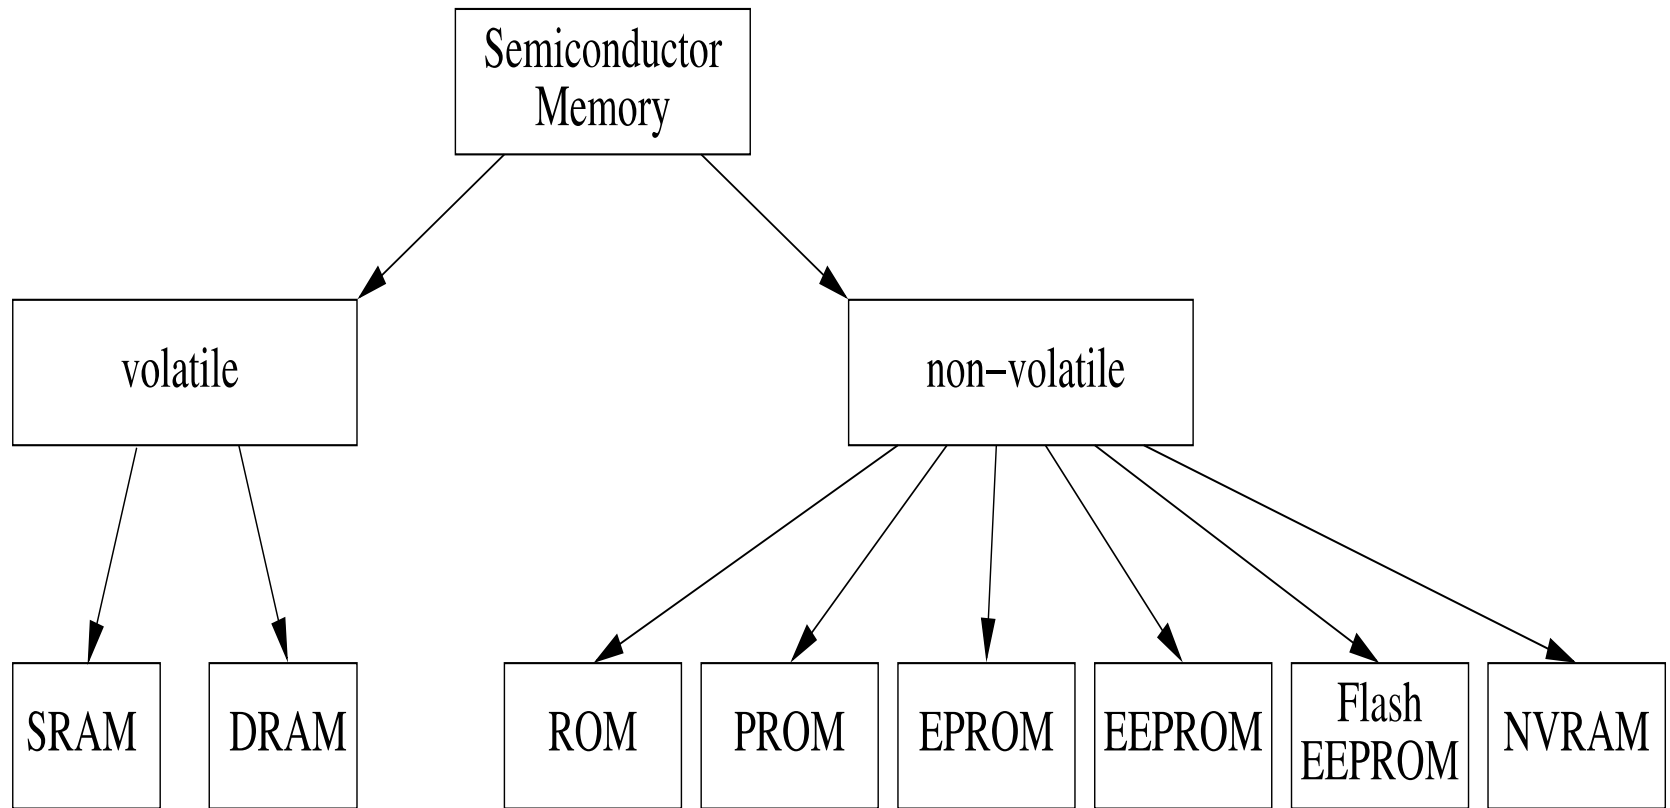 Semiconductor
Memory
volatile
non−volatile
SRAM
DRAM
ROM
PROM
EPROM
EEPROM
Flash
EEPROM
NVRAM